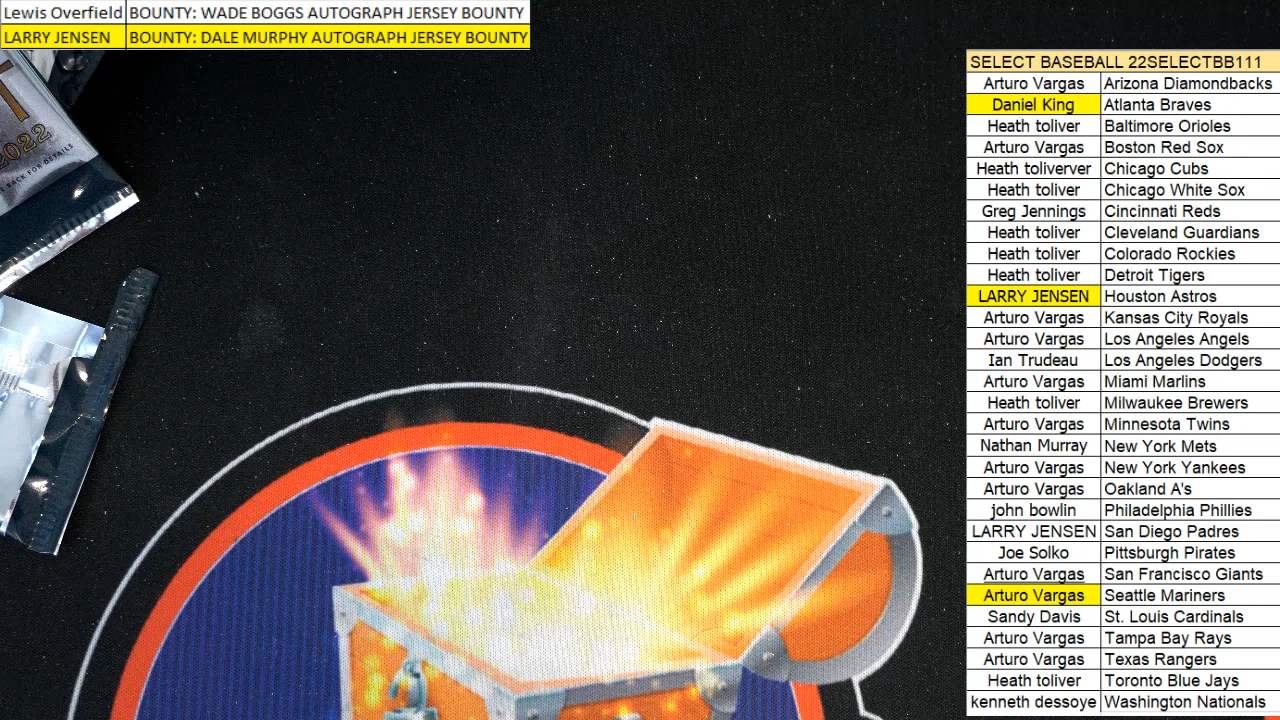 Lewis Overfield BOUNTY: WADE BOGGS AUTOGRAPH JERSEY BOUNTY
LARRY JENSEN BOUNTY: DALE MURPHY AUTOGRAPH JERSEY BOUNTY
2022
BACK FOR DETAILS
SELECT BASEBALL 22SELECTBB111
Arturo Vargas Arizona Diamondbacks
Daniel King Atlanta Braves
Heath toliver Baltimore Orioles
Arturo Vargas Boston Red Sox
Heath toliverver Chicago Cubs
Heath toliver Chicago White Sox
Greg Jennings Cincinnati Reds
Heath toliver Cleveland Guardians
Heath toliver Colorado Rockies
Heath toliver Detroit Tigers
LARRY JENSEN Houston Astros
Arturo Vargas Kansas City Royals
Arturo Vargas Los Angeles Angels
Ian Trudeau Los Angeles Dodgers
Arturo Vargas Miami Marlins
Heath toliver Milwaukee Brewers
Arturo Vargas Minnesota Twins
Nathan Murray New York Mets
Arturo Vargas New York Yankees
Arturo Vargas Oakland A's
john bowlin Philadelphia Phillies
LARRY JENSEN San Diego Padres
Joe Solko Pittsburgh Pirates
Arturo Vargas San Francisco Giants
Arturo Vargas Seattle Mariners
Sandy Davis St. Louis Cardinals
Arturo Vargas Tampa Bay Rays
Arturo Vargas Texas Rangers
Heath toliver Toronto Blue Jays
kenneth dessoye Washington Nationals